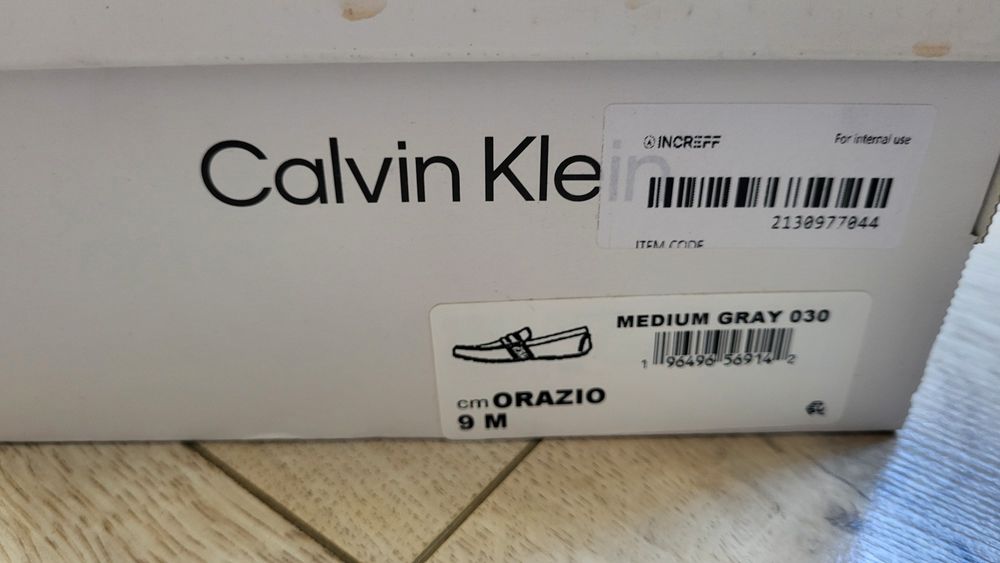 Calvin Klein
INCREFF
For internal use
2130977044
ITEM CODE
MEDIUM GRAY 030
1 96496 56914 2
cm ORAZIO
9 M